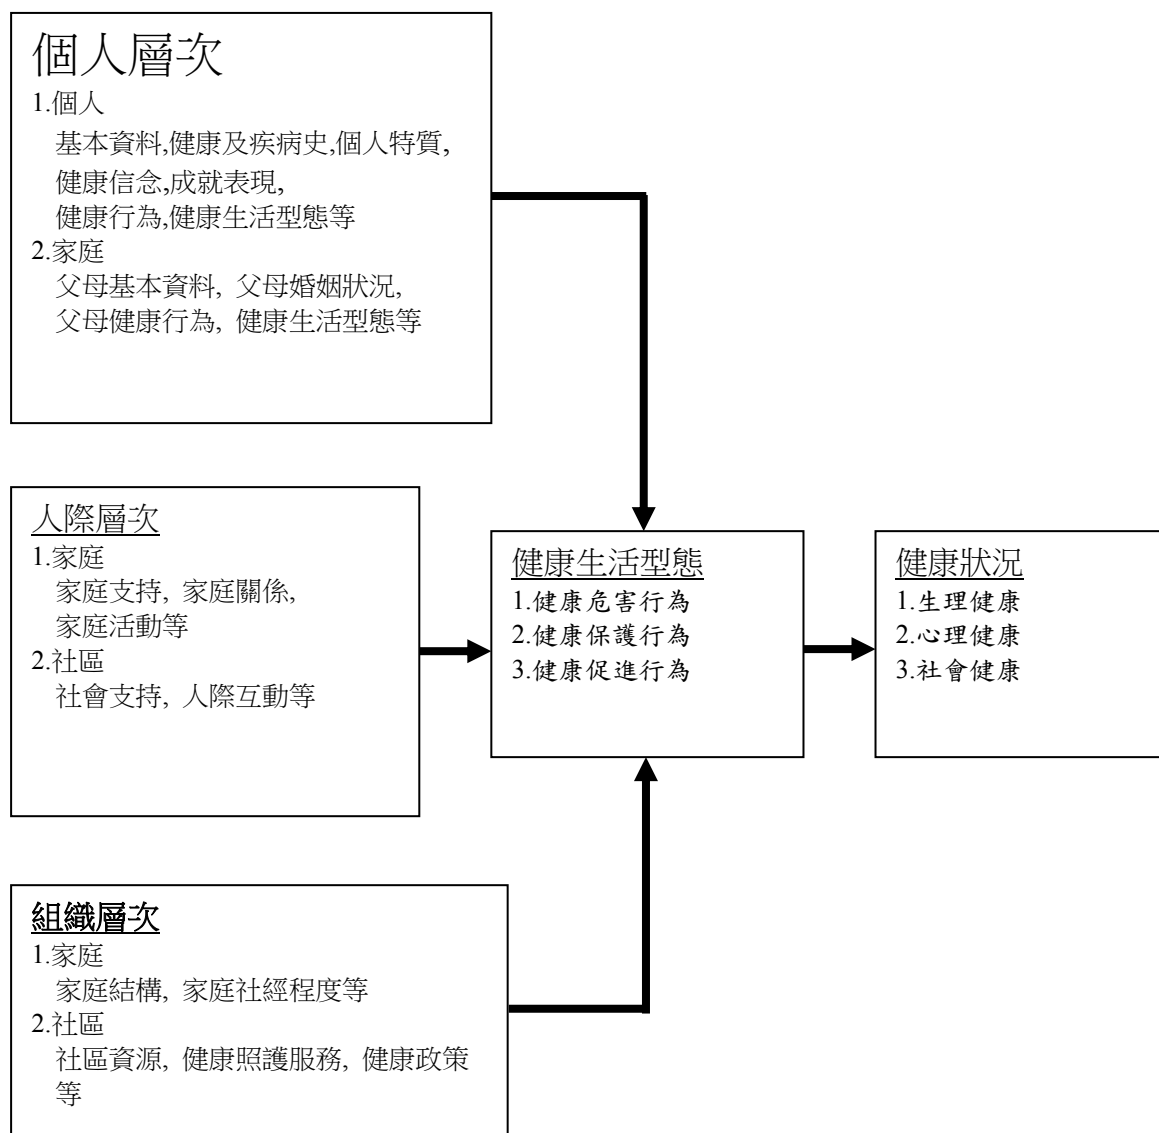 個人層次
1.個人
基本資料,健康及疾病史,個人特質,
健康信念,成就表現,
健康行為,健康生活型態等
2.家庭
父母基本資料, 父母婚姻狀況,
父母健康行為, 健康生活型態等
人際層次
1.家庭
家庭支持, 家庭關係,
家庭活動等
2.社區
社會支持, 人際互動等
健康生活型態
1.健康危害行為
2.健康保護行為
3.健康促進行為
健康狀況
1.生理健康
2.心理健康
3.社會健康
組織層次
1.家庭
家庭結構, 家庭社經程度等
2.社區
社區資源, 健康照護服務, 健康政策
等